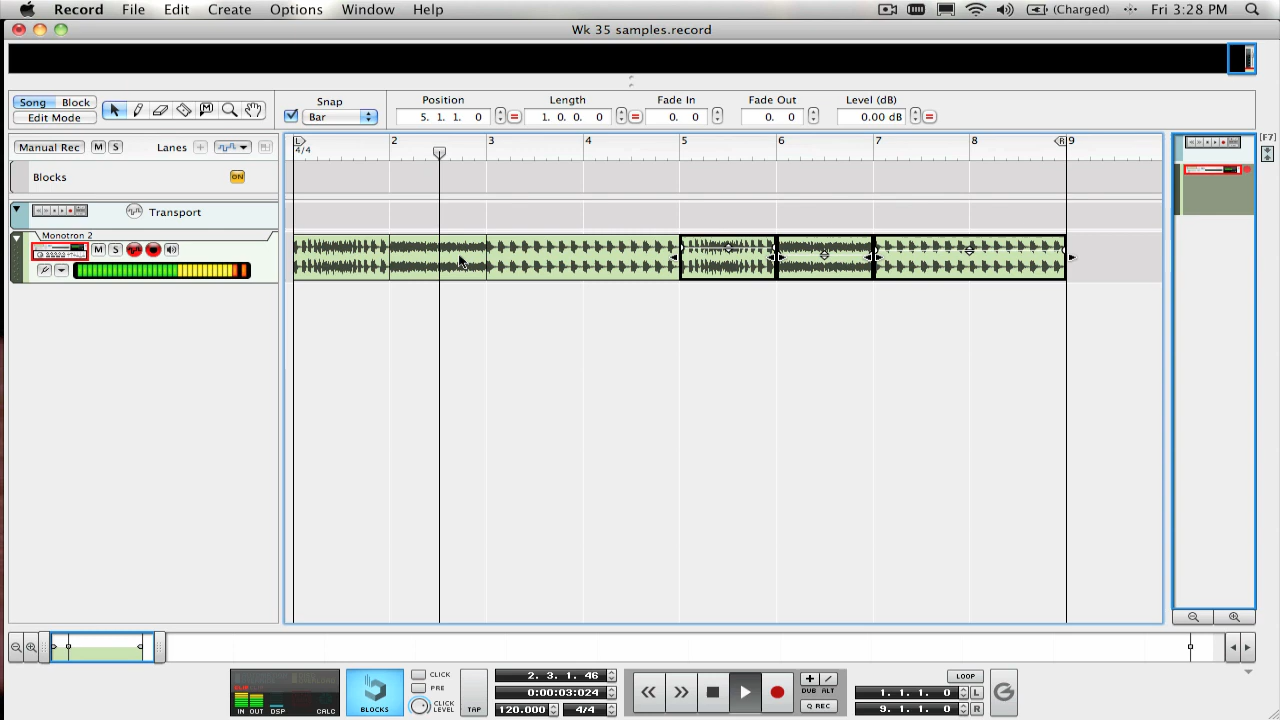 Record File Edit Create Options Window Help (Charged) Fri 3:28 PM
Wk 35 samples.record
Song Block
Edit Mode
Snap
Bar
Position
5. 1. 1. 0
Length
1. 0. 0. 0
Fade In
0. 0
Fade Out
0. 0
Level (dB)
0.00 dB
[F7]
Manual Rec M S Lanes
L 2 3 4 5 6 7 8 R 9
4/4
Blocks ON
Transport
Monotron 2
M S
CLIP
IN OUT DSP CALC
BLOCKS
CLICK
PRE
CLICK
LEVEL
TAP
2. 3. 1. 46
0:00:03:024
120.000 4/4
DUB ALT
Q REC
LOOP
1. 1. 1. 0 L
9. 1. 1. 0 R